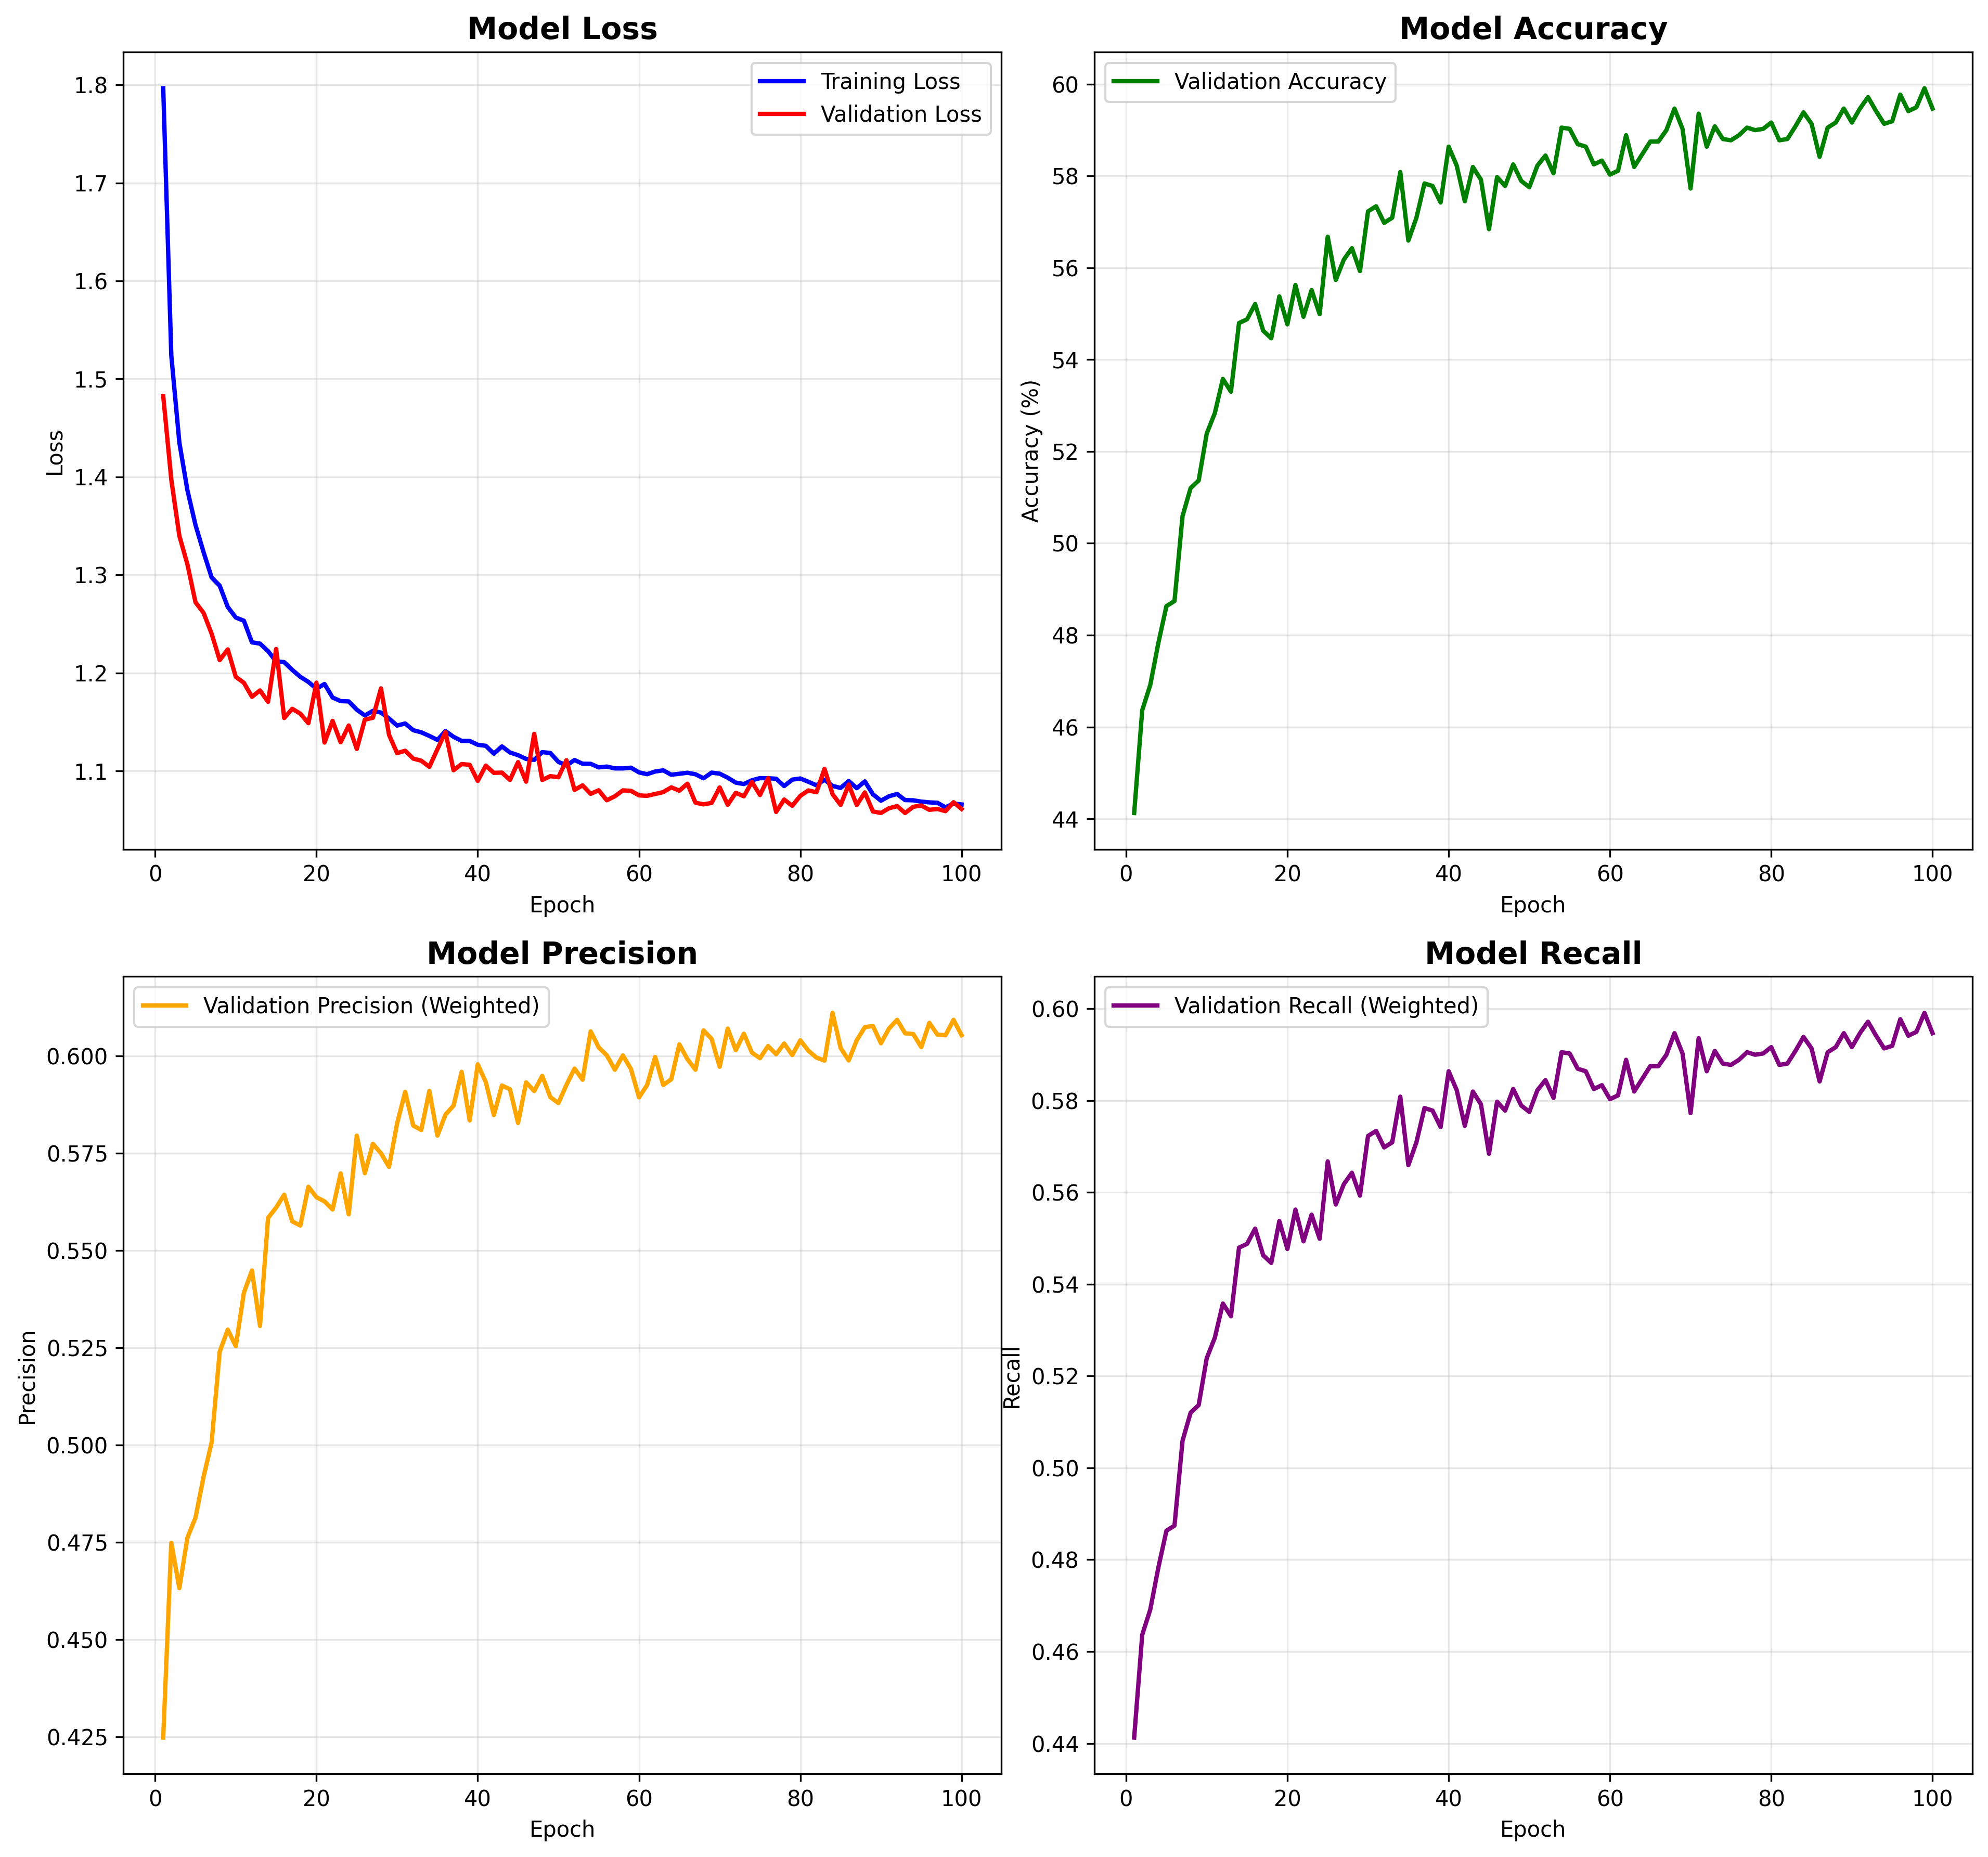 Model Loss
Training Loss
Validation Loss
1.8
1.7
1.6
1.5
1.4
1.3
1.2
1.1
Loss
0 20 40 60 80 100
Epoch
Model Accuracy
Validation Accuracy
60
58
56
54
52
50
48
46
44
Accuracy (%)
0 20 40 60 80 100
Epoch
Model Precision
Validation Precision (Weighted)
0.600
0.575
0.550
0.525
0.500
0.475
0.450
0.425
Precision
0 20 40 60 80 100
Epoch
Model Recall
Validation Recall (Weighted)
0.60
0.58
0.56
0.54
0.52
0.50
0.48
0.46
0.44
Recall
0 20 40 60 80 100
Epoch